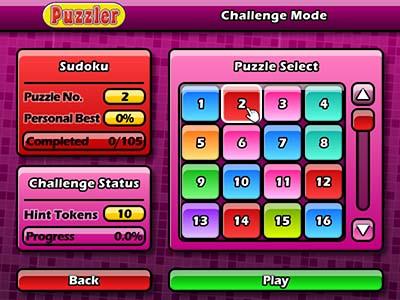 Puzzler
Challenge Mode
Sudoku
Puzzle No. 2
Personal Best 0%
Completed 0/105
Challenge Status
Hint Tokens 10
Progress 0.0%
Puzzle Select
1 2 3 4
5 6 7 8
9 10 11 12
13 14 15 16
Back
Play